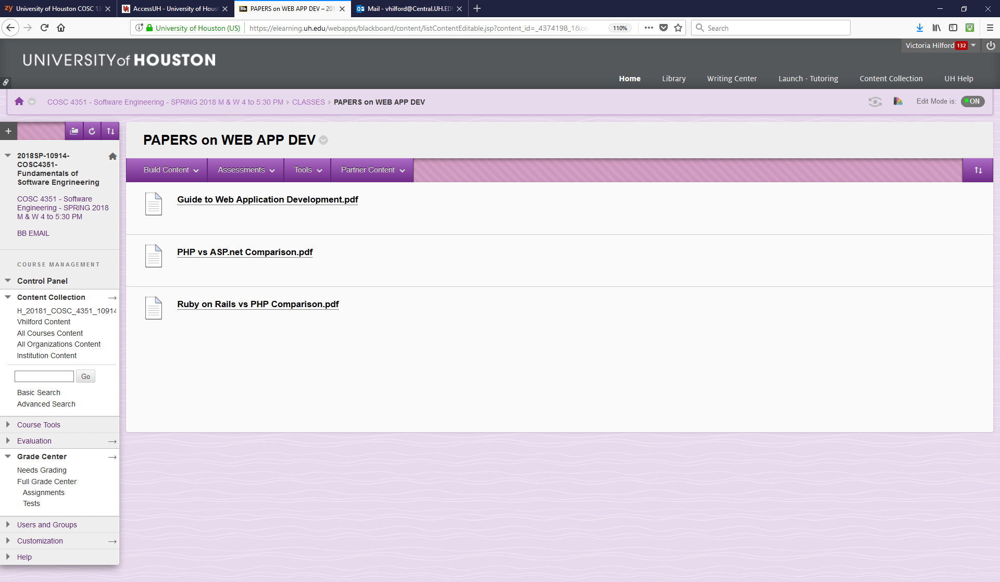 zy University of Houston COSC 13
AccessUH - University of Houst
Bb PAPERS on WEB APP DEV – 201
Mail - vhilford@Central.UH.ED
University of Houston (US)
https://elearning.uh.edu/webapps/blackboard/content/listContentEditable.jsp?content_id=_4374198_1&co
110%
Search
Victoria Hilford 132
UNIVERSITY of HOUSTON
Home
Library
Writing Center
Launch - Tutoring
Content Collection
UH Help
COSC 4351 - Software Engineering - SPRING 2018 M & W 4 to 5:30 PM > CLASSES > PAPERS on WEB APP DEV
Edit Mode is: ON
2018SP-10914-
COSC4351-
Fundamentals of
Software Engrineering
COSC 4351 - Software
Engineering - SPRING 2018
M & W 4 to 5:30 PM
BB EMAIL
COURSE MANAGEMENT
Control Panel
Content Collection
H_20181_COSC_4351_10914
Vhilford Content
All Courses Content
All Organizations Content
Institution Content
Go
Basic Search
Advanced Search
Course Tools
Evaluation
Grade Center
Needs Grading
Full Grade Center
Assignments
Tests
Users and Groups
Customization
Help
PAPERS on WEB APP DEV
Build Content
Assessments
Tools
Partner Content
Guide to Web Application Development.pdf
PHP vs ASP.net Comparison.pdf
Ruby on Rails vs PHP Comparison.pdf